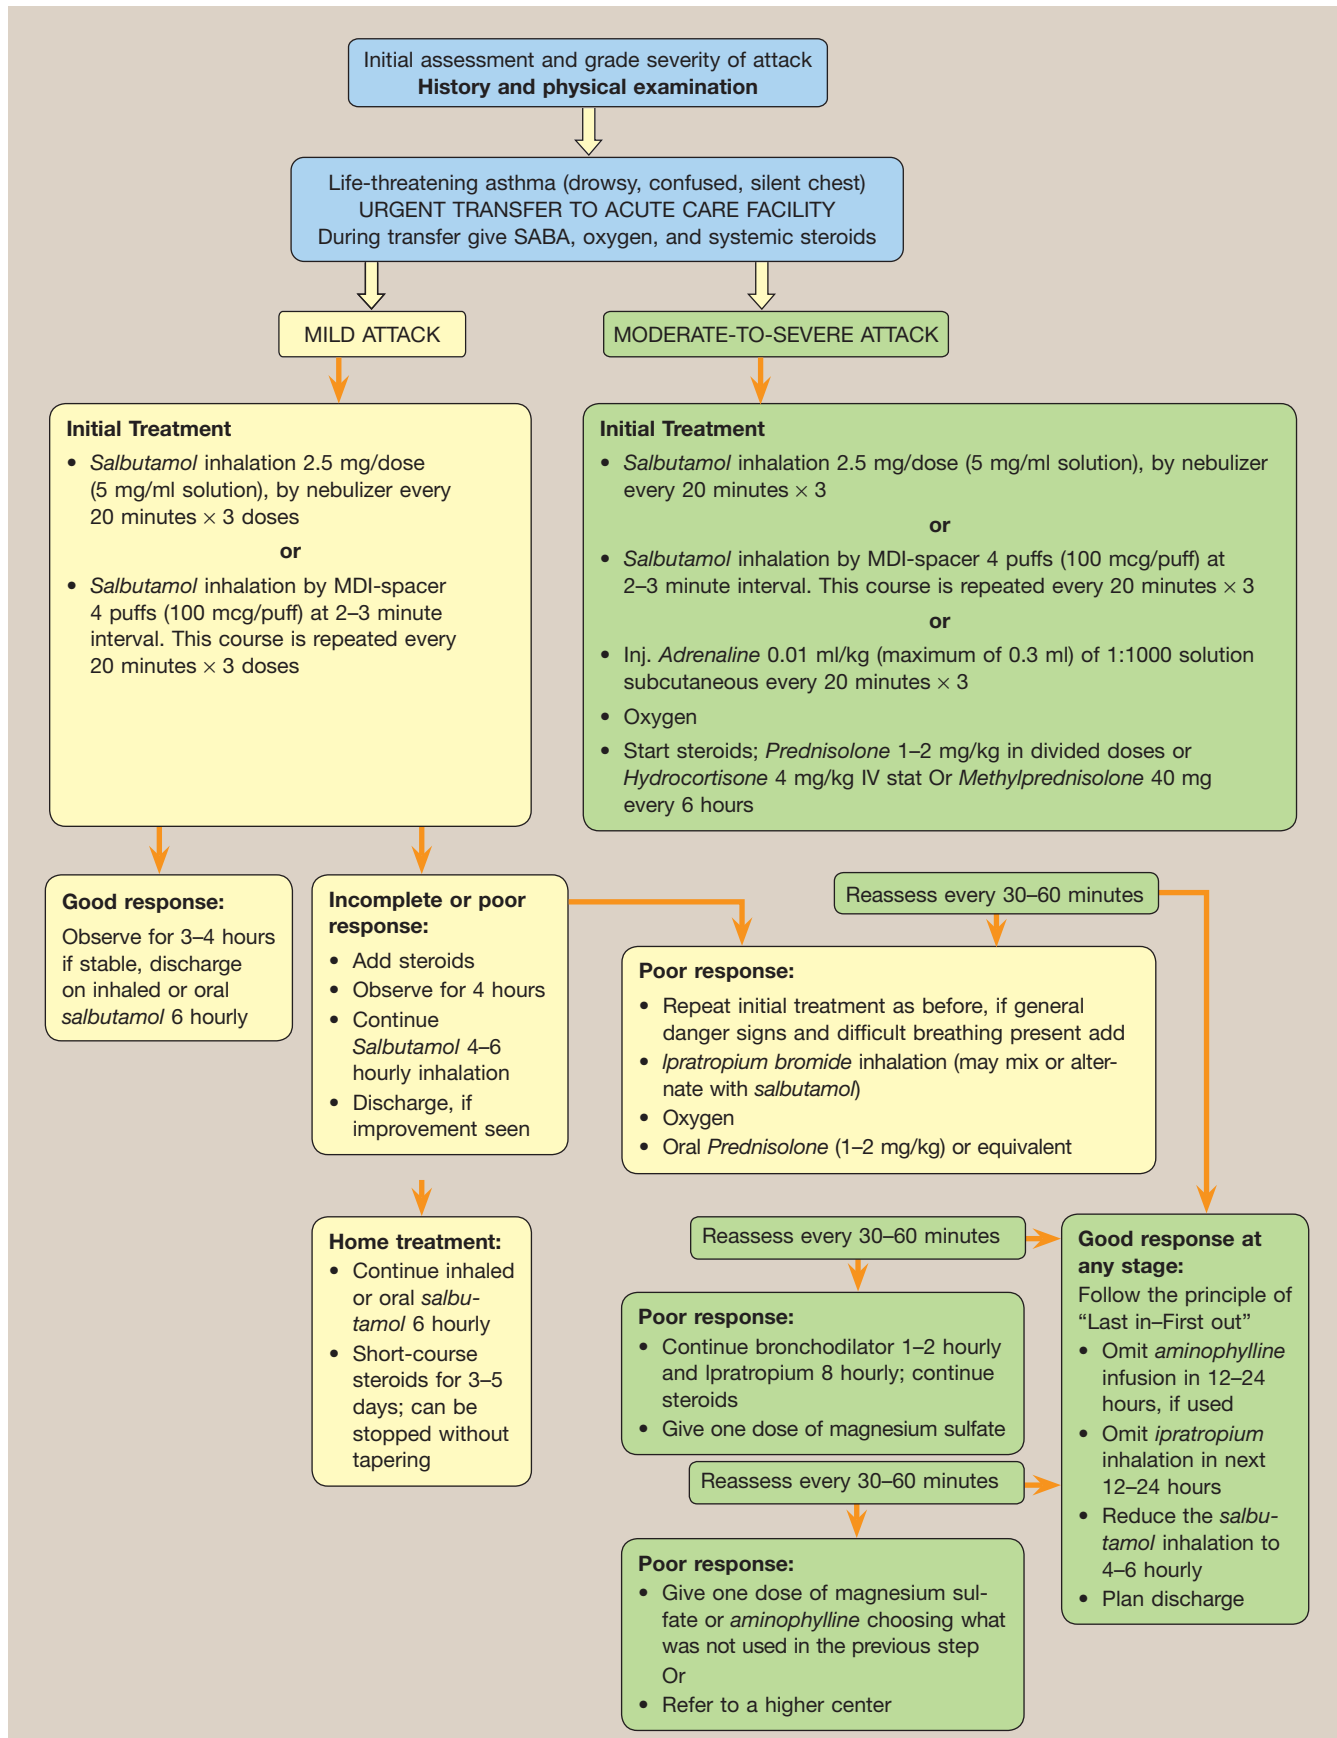 Initial assessment and grade severity of attack
History and physical examination
Life-threatening asthma (drowsy, confused, silent chest)
URGENT TRANSFER TO ACUTE CARE FACILITY
During transfer give SABA, oxygen, and systemic steroids
MILD ATTACK
MODERATE-TO-SEVERE ATTACK
Initial Treatment
• Salbutamol inhalation 2.5 mg/dose
(5 mg/ml solution), by nebulizer every
20 minutes × 3 doses
or
• Salbutamol inhalation by MDI-spacer
4 puffs (100 mcg/puff) at 2–3 minute
interval. This course is repeated every
20 minutes × 3 doses
Initial Treatment
• Salbutamol inhalation 2.5 mg/dose (5 mg/ml solution), by nebulizer
every 20 minutes × 3
or
• Salbutamol inhalation by MDI-spacer 4 puffs (100 mcg/puff) at
2–3 minute interval. This course is repeated every 20 minutes × 3
or
• Inj. Adrenaline 0.01 ml/kg (maximum of 0.3 ml) of 1:1000 solution
subcutaneous every 20 minutes × 3
• Oxygen
• Start steroids; Prednisolone 1–2 mg/kg in divided doses or
Hydrocortisone 4 mg/kg IV stat Or Methylprednisolone 40 mg
every 6 hours
Good response:
Observe for 3–4 hours
if stable, discharge
on inhaled or oral
salbutamol 6 hourly
Incomplete or poor
response:
• Add steroids
• Observe for 4 hours
• Continue
Salbutamol 4–6
hourly inhalation
• Discharge, if
improvement seen
Reassess every 30–60 minutes
Poor response:
• Repeat initial treatment as before, if general
danger signs and difficult breathing present add
• Ipratropium bromide inhalation (may mix or alter-
nate with salbutamol)
• Oxygen
• Oral Prednisolone (1–2 mg/kg) or equivalent
Home treatment:
• Continue inhaled
or oral salbu-
tamol 6 hourly
• Short-course
steroids for 3–5
days; can be
stopped without
tapering
Reassess every 30–60 minutes
Poor response:
• Continue bronchodilator 1–2 hourly
and Ipratropium 8 hourly; continue
steroids
• Give one dose of magnesium sulfate
Reassess every 30–60 minutes
Poor response:
• Give one dose of magnesium sul-
fate or aminophylline choosing what
was not used in the previous step
Or
• Refer to a higher center
Good response at
any stage:
Follow the principle of
“Last in–First out”
• Omit aminophylline
infusion in 12–24
hours, if used
• Omit ipratropium
inhalation in next
12–24 hours
• Reduce the salbu-
tamol inhalation to
4–6 hourly
• Plan discharge